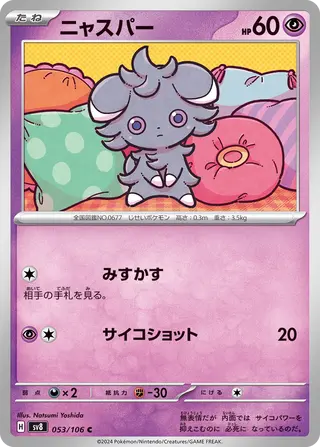 たね
ニャスパー
HP60
全国図鑑NO.0677 じせいポケモン 高さ:0.3m 重さ:3.5kg
みすかす
相手の手札を見る。
サイコショット 20
Illus. Natsumi Yoshida
弱点 ×2 抵抗力 -30 にげる
H sv8 053/106 C
無表情だが 内面では サイコパワーを
抑えこむのに 必死に なっている。
©2024 Pokémon/Nintendo/Creatures/GAME FREAK.